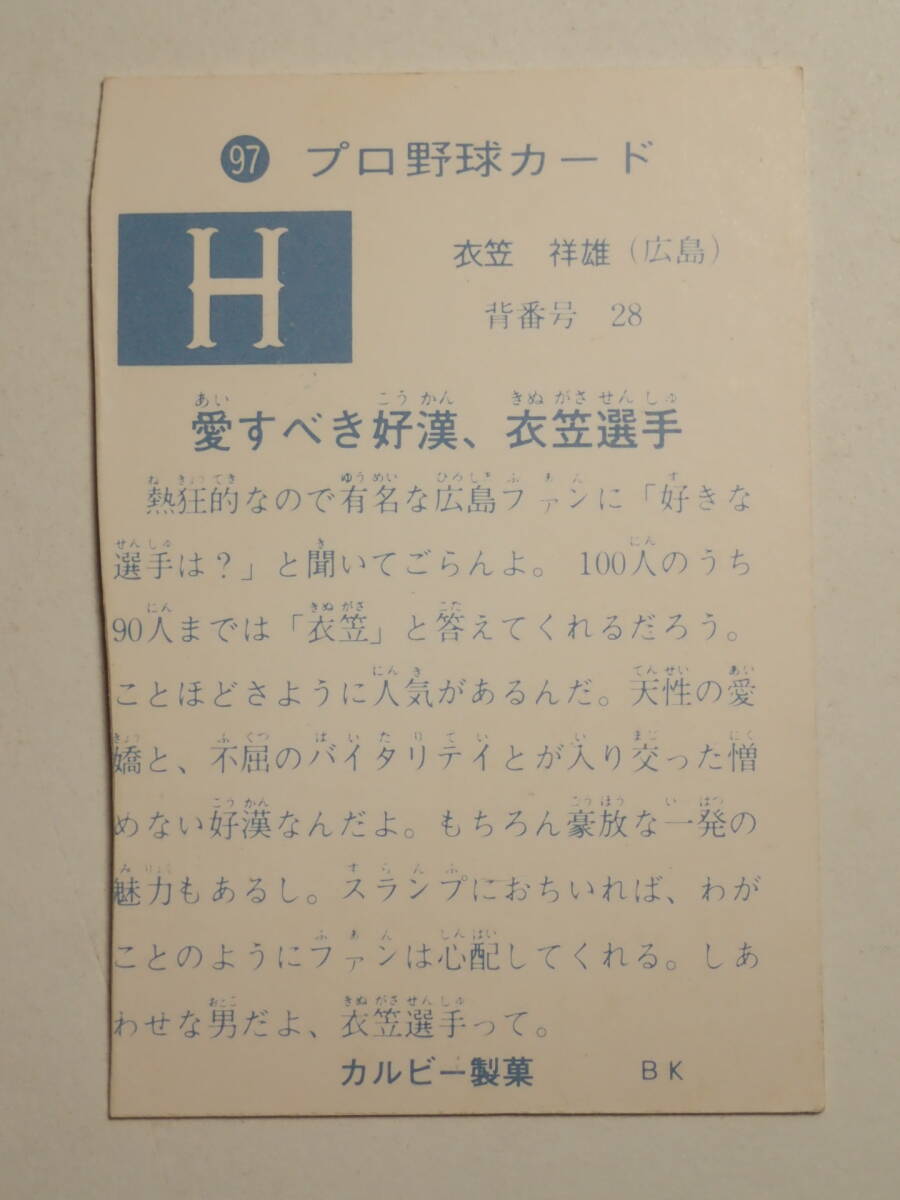 97 プロ野球カード
H
衣笠 祥雄(広島)
背番号 28
愛すべき好漢、衣笠選手
熱狂的なので有名な広島ファンに「好きな
選手は?」と聞いてごらんよ。100人のうち
90人までは「衣笠」と答えてくれるだろう。
ことほどさように人気があるんだ。天性の愛
嬌と、不屈のバイタリテイとが入り交った憎
めない好漢なんだよ。もちろん豪放な一発の
魅力もあるし。スランプにおちいれば、わが
ことのようにファンは心配してくれる。しあ
わせな男だよ、衣笠選手って。
カルビー製菓 BK